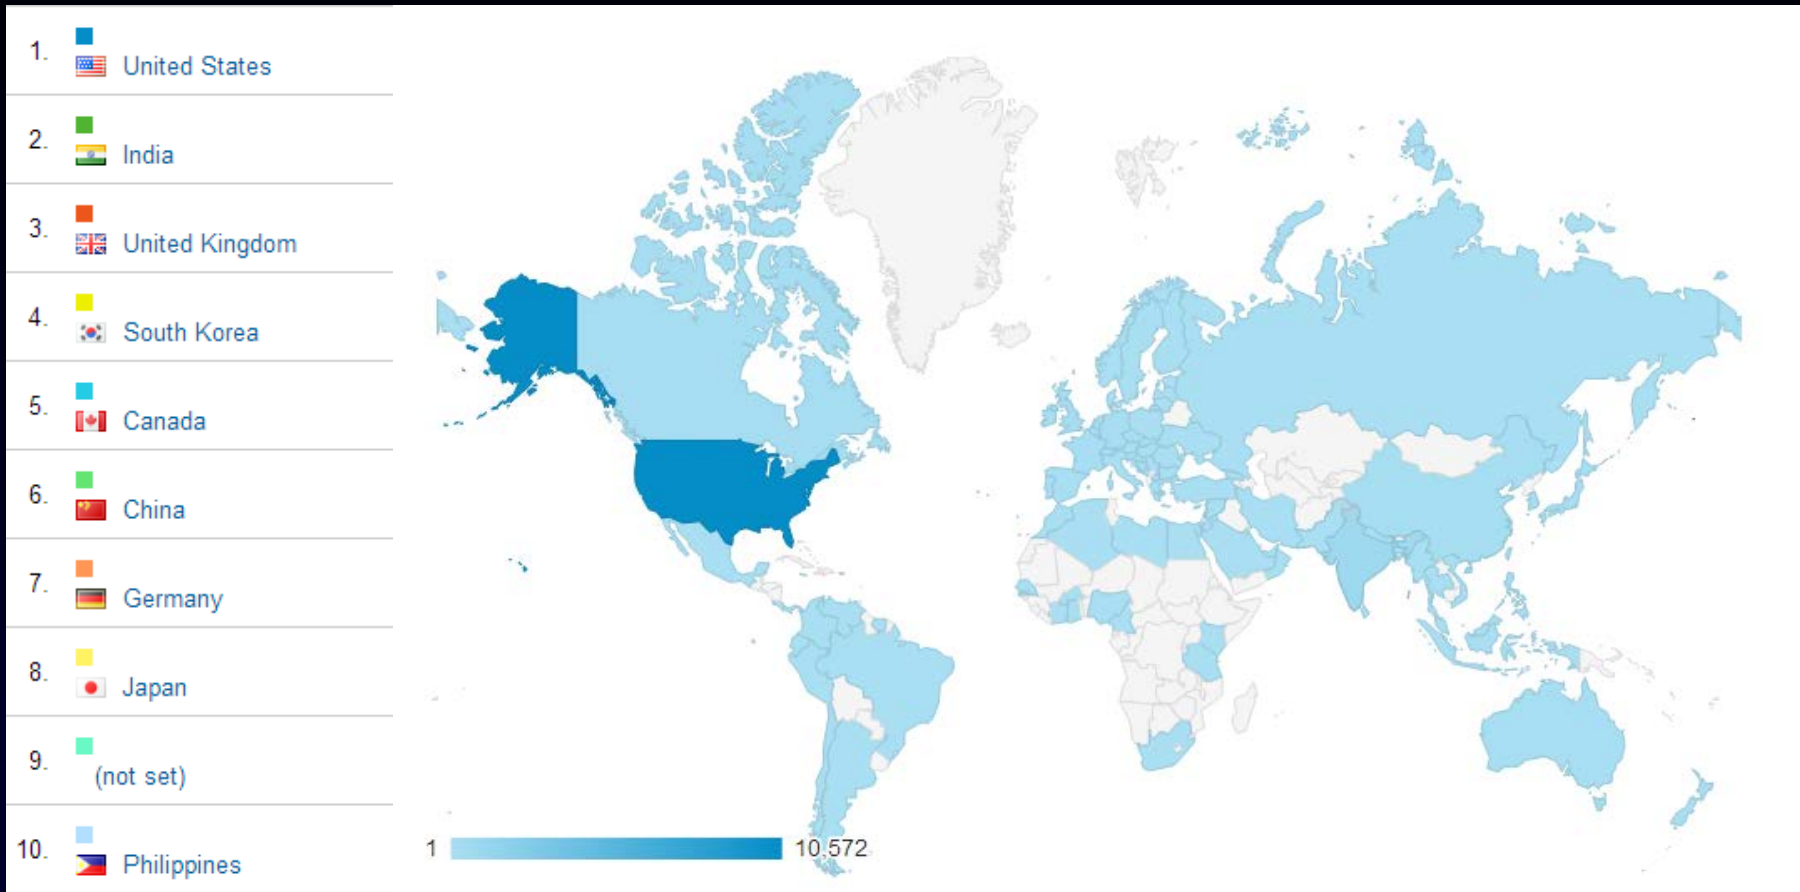 1.
United States
2.
India
3.
United Kingdom
4.
South Korea
5.
Canada
6.
China
7.
Germany
8.
Japan
9.
(not set)
10.
Philippines
1 10,572